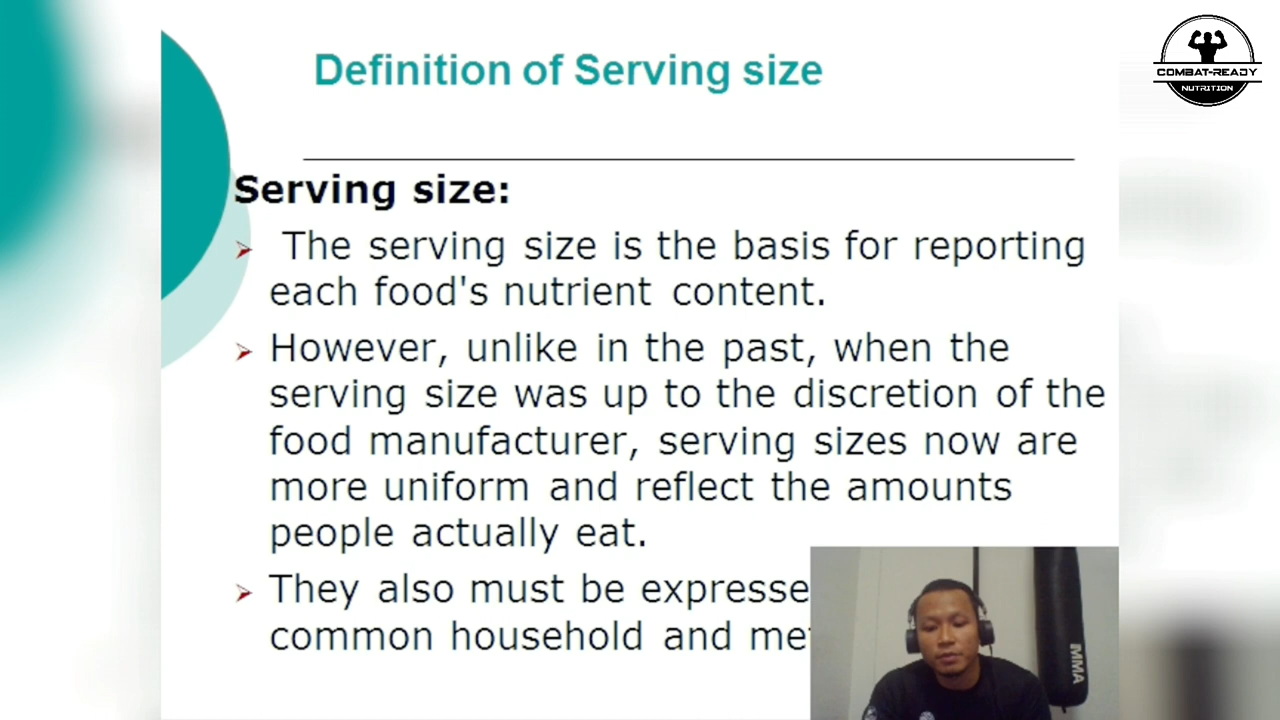 Definition of Serving size
COMBAT-READY
NUTRITION
Serving size:
The serving size is the basis for reporting
each food's nutrient content.
However, unlike in the past, when the
serving size was up to the discretion of the
food manufacturer, serving sizes now are
more uniform and reflect the amounts
people actually eat.
They also must be expresse
common household and me
MMA